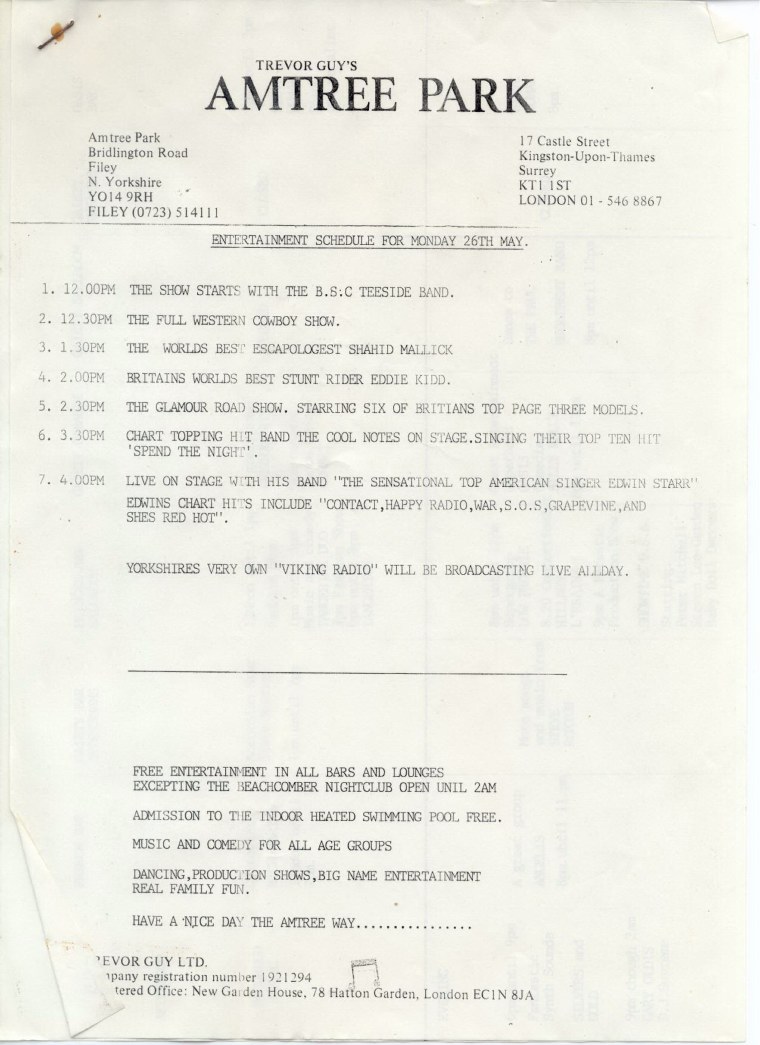 TREVOR GUY'S
AMTREE PARK
Amtree Park
Bridlington Road
Filey
N. Yorkshire
YO14 9RH
FILEY (0723) 514111
17 Castle Street
Kingston-Upon-Thames
Surrey
KT1 1ST
LONDON 01 - 546 8867
ENTERTAINMENT SCHEDULE FOR MONDAY 26TH MAY.
1. 12.00PM THE SHOW STARTS WITH THE B.S.C TEESIDE BAND.
2. 12.30PM THE FULL WESTERN COWBOY SHOW.
3. 1.30PM THE WORLDS BEST ESCAPOLOGEST SHAHID MALLICK
4. 2.00PM BRITAINS WORLDS BEST STUNT RIDER EDDIE KIDD.
5. 2.30PM THE GLAMOUR ROAD SHOW. STARRING SIX OF BRITIANS TOP PAGE THREE MODELS.
6. 3.30PM CHART TOPPING HIT BAND THE COOL NOTES ON STAGE.SINGING THEIR TOP TEN HIT
'SPEND THE NIGHT'.
7. 4.00PM LIVE ON STAGE WITH HIS BAND "THE SENSATIONAL TOP AMERICAN SINGER EDWIN STARR"
EDWINS CHART HITS INCLUDE "CONTACT,HAPPY RADIO,WAR,S.O.S,GRAPEVINE,AND
SHES RED HOT".
YORKSHIRES VERY OWN "VIKING RADIO" WILL BE BROADCASTING LIVE ALLDAY.
FREE ENTERTAINMENT IN ALL BARS AND LOUNGES
EXCEPTING THE BEACHCOMBER NIGHTCLUB OPEN UNIL 2AM
ADMISSION TO THE INDOOR HEATED SWIMMING POOL FREE.
MUSIC AND COMEDY FOR ALL AGE GROUPS
DANCING,PRODUCTION SHOWS,BIG NAME ENTERTAINMENT
REAL FAMILY FUN.
HAVE A NICE DAY THE AMTREE WAY................
REVOR GUY LTD.
pany registration number 1921294
tered Office: New Garden House, 78 Hatton Garden, London EC1N 8JA